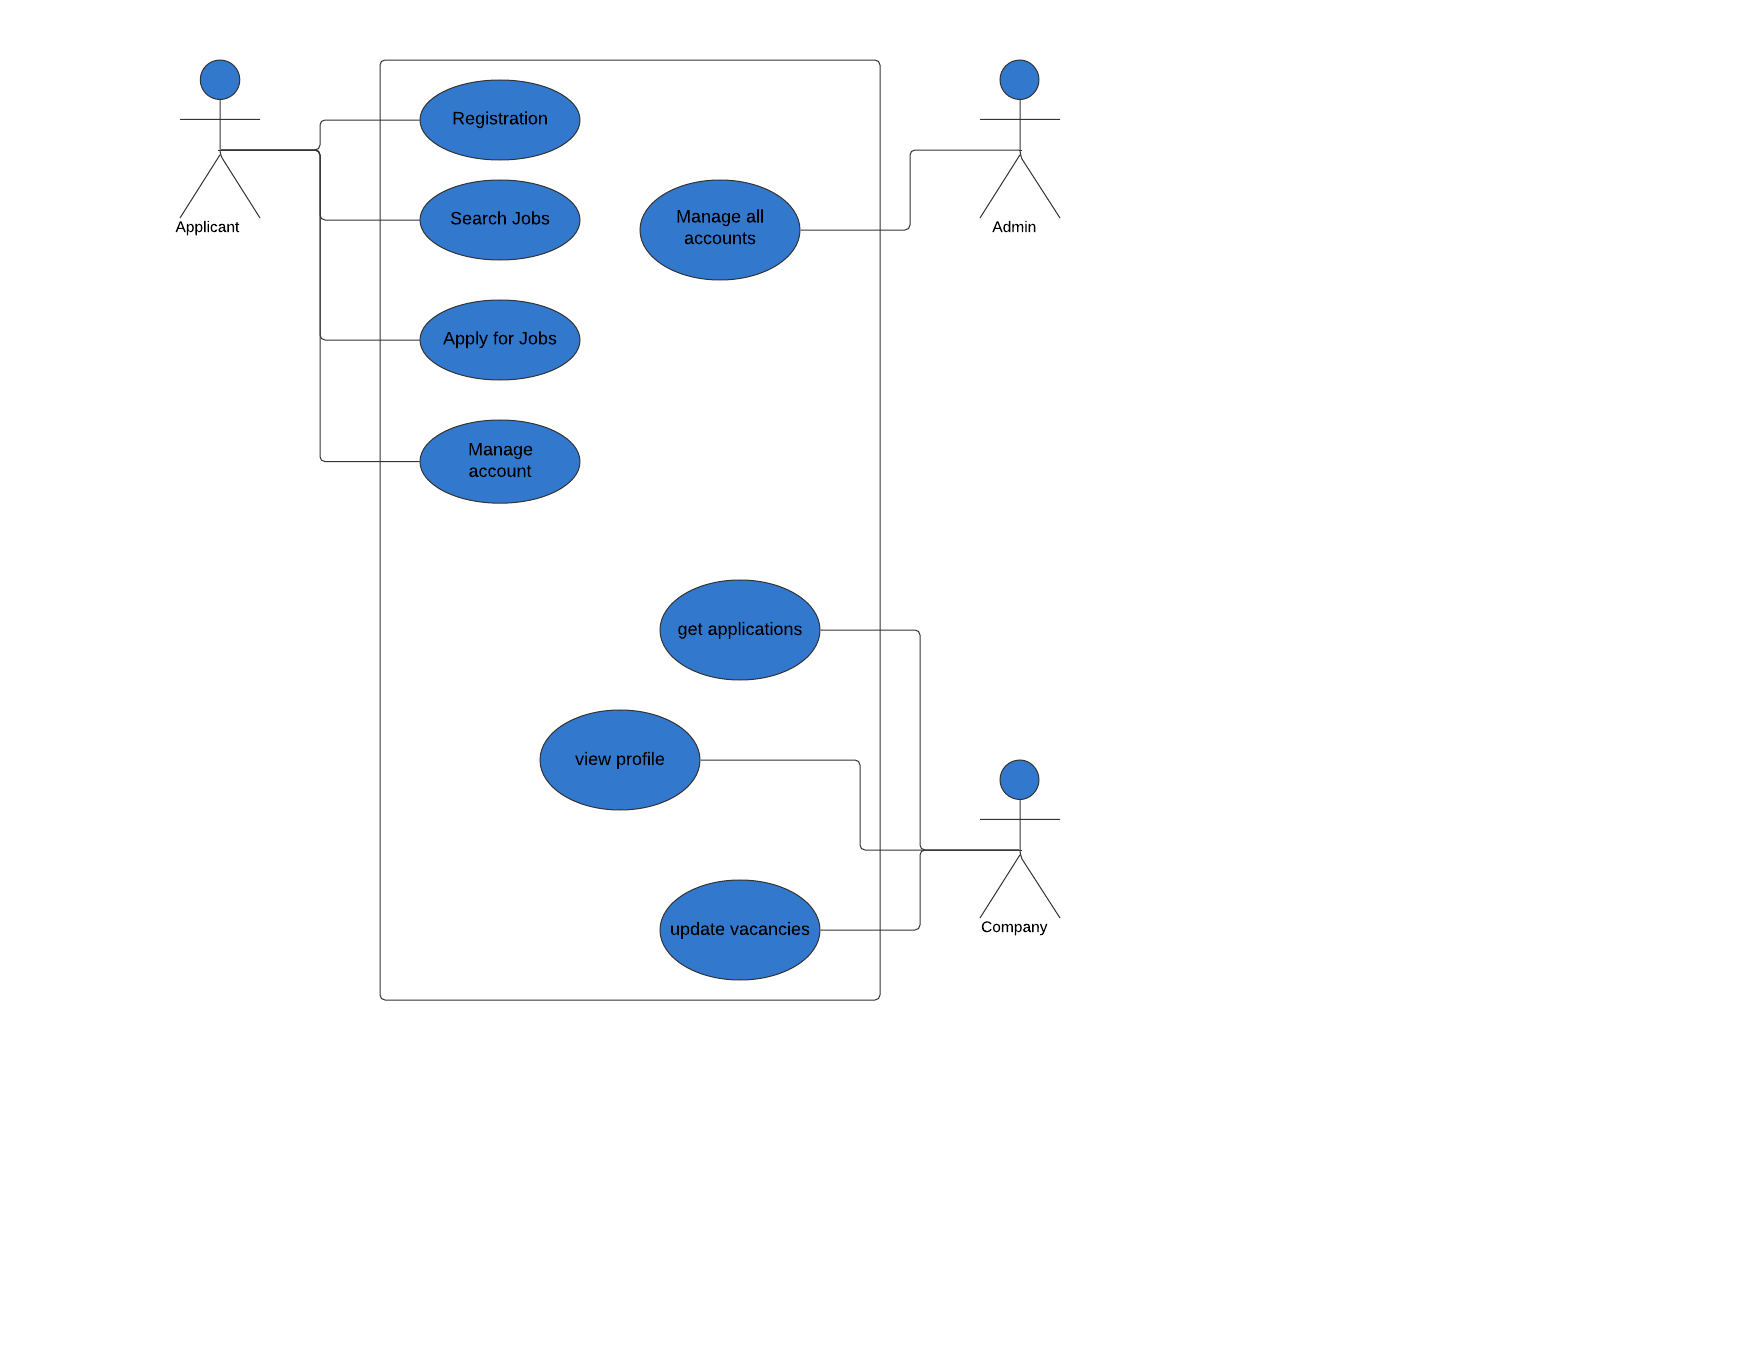 Registration
Search Jobs
Manage all
accounts
Applicant
Admin
Apply for Jobs
Manage
account
get applications
view profile
update vacancies
Company